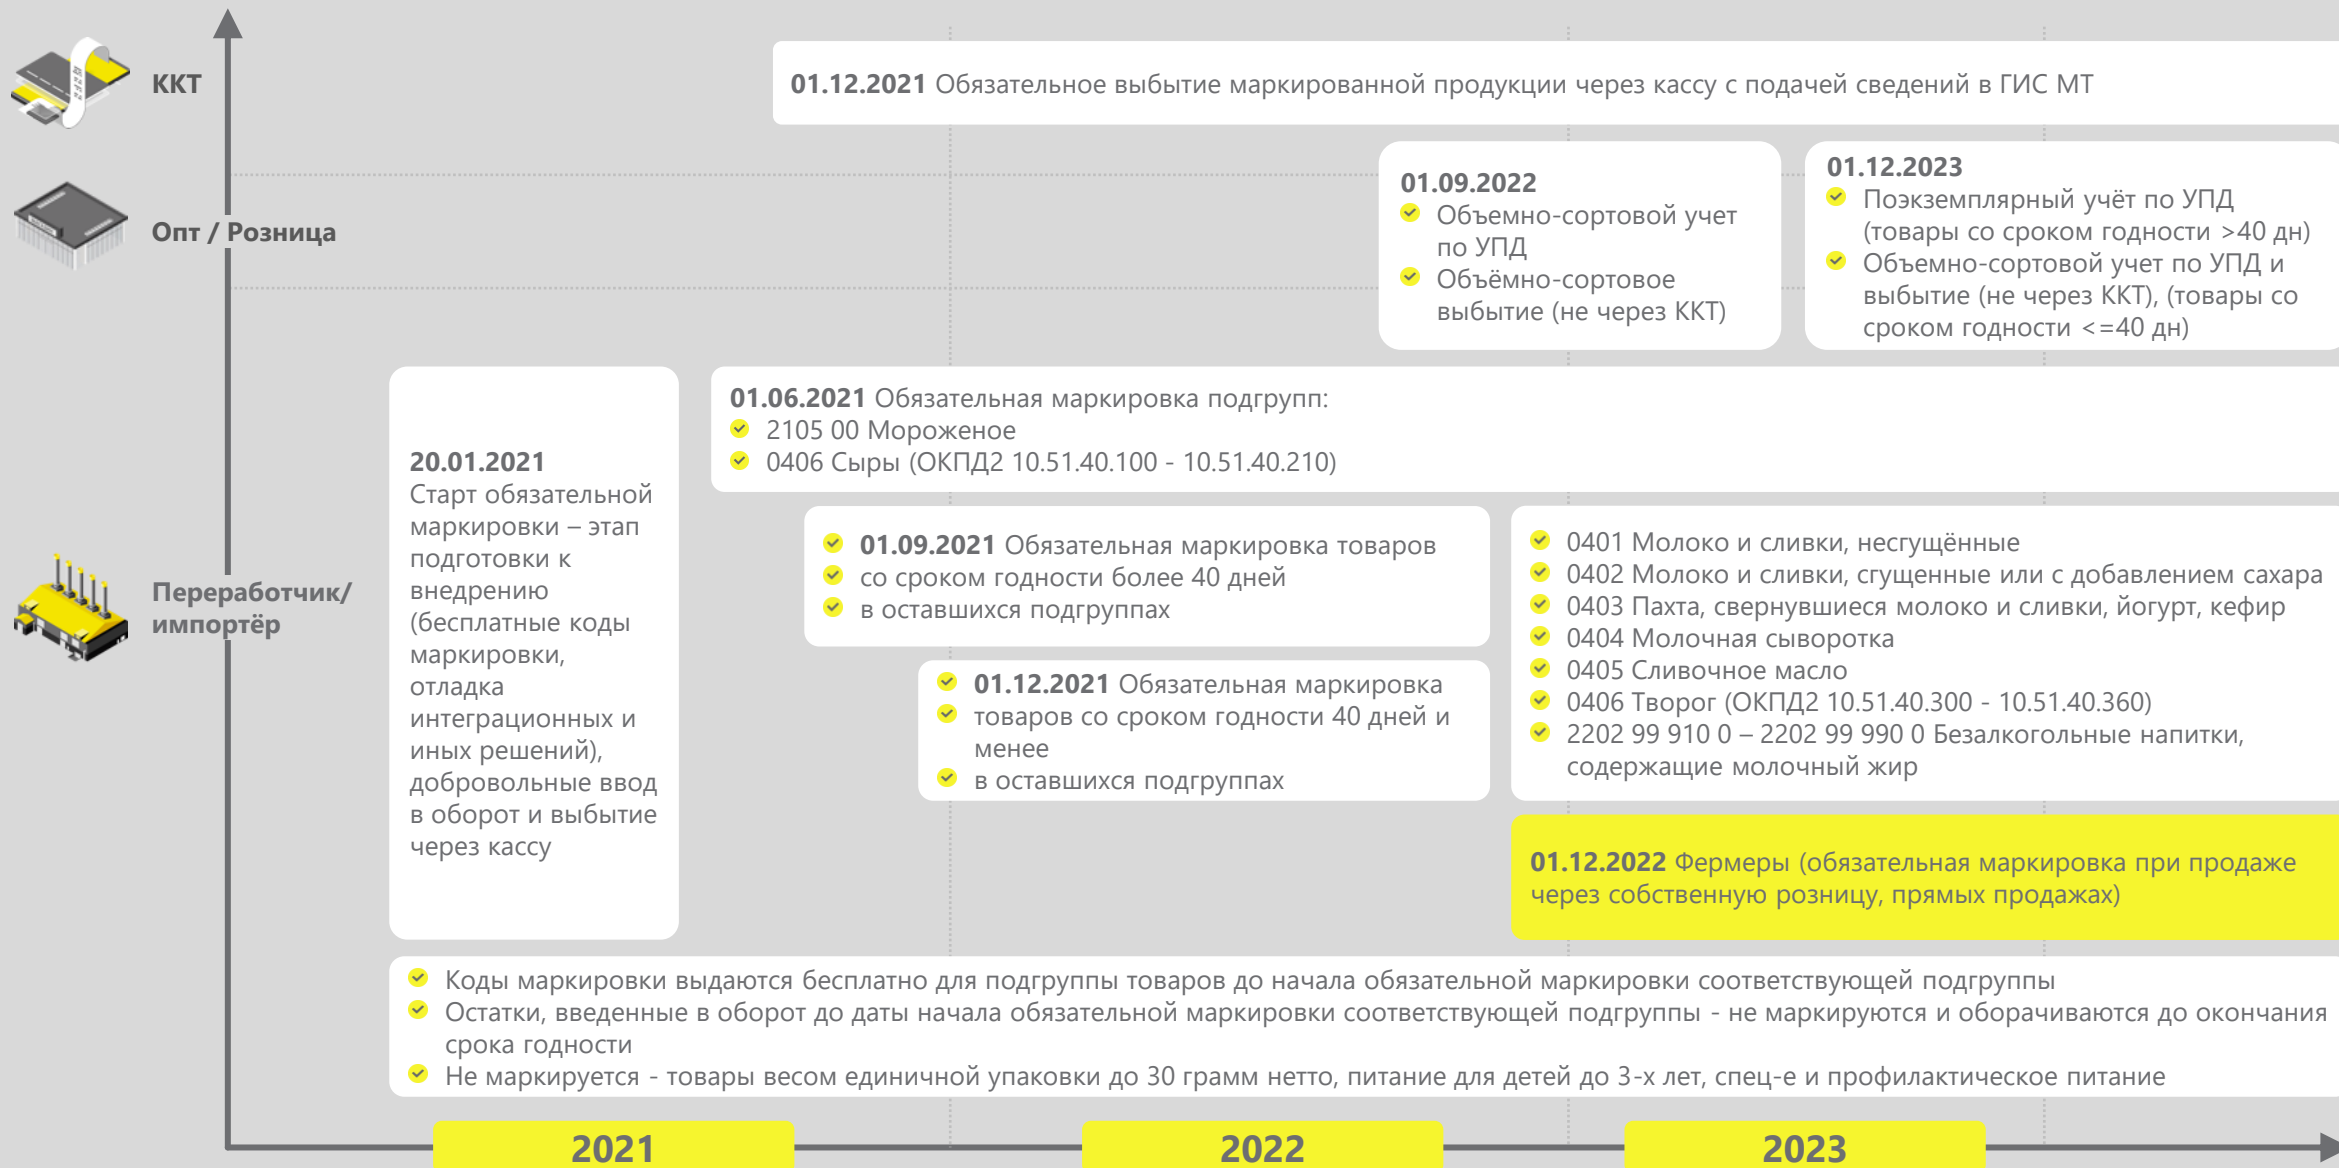 ККТ
01.12.2021 Обязательное выбытие маркированной продукции через кассу с подачей сведений в ГИС МТ
Опт / Розница
01.09.2022
Объемно-сортовой учет
по УПД
Объёмно-сортовое
выбытие (не через ККТ)
01.12.2023
Поэкземплярный учёт по УПД
(товары со сроком годности >40 дн)
Объемно-сортовой учет по УПД и
выбытие (не через ККТ), (товары со
сроком годности <=40 дн)
Переработчик/
импортёр
20.01.2021
Старт обязательной
маркировки – этап
подготовки к
внедрению
(бесплатные коды
маркировки,
отладка
интеграционных и
иных решений),
добровольные ввод
в оборот и выбытие
через кассу
01.06.2021 Обязательная маркировка подгрупп:
2105 00 Мороженое
0406 Сыры (ОКПД2 10.51.40.100 - 10.51.40.210)
01.09.2021 Обязательная маркировка товаров
со сроком годности более 40 дней
в оставшихся подгруппах
01.12.2021 Обязательная маркировка
товаров со сроком годности 40 дней и
менее
в оставшихся подгруппах
0401 Молоко и сливки, несгущённые
0402 Молоко и сливки, сгущенные или с добавлением сахара
0403 Пахта, свернувшиеся молоко и сливки, йогурт, кефир
0404 Молочная сыворотка
0405 Сливочное масло
0406 Творог (ОКПД2 10.51.40.300 - 10.51.40.360)
2202 99 910 0 – 2202 99 990 0 Безалкогольные напитки,
содержащие молочный жир
01.12.2022 Фермеры (обязательная маркировка при продаже
через собственную розницу, прямых продажах)
Коды маркировки выдаются бесплатно для подгруппы товаров до начала обязательной маркировки соответствующей подгруппы
Остатки, введенные в оборот до даты начала обязательной маркировки соответствующей подгруппы - не маркируются и оборачиваются до окончания
срока годности
Не маркируется - товары весом единичной упаковки до 30 грамм нетто, питание для детей до 3-х лет, спец-е и профилактическое питание
2021
2022
2023